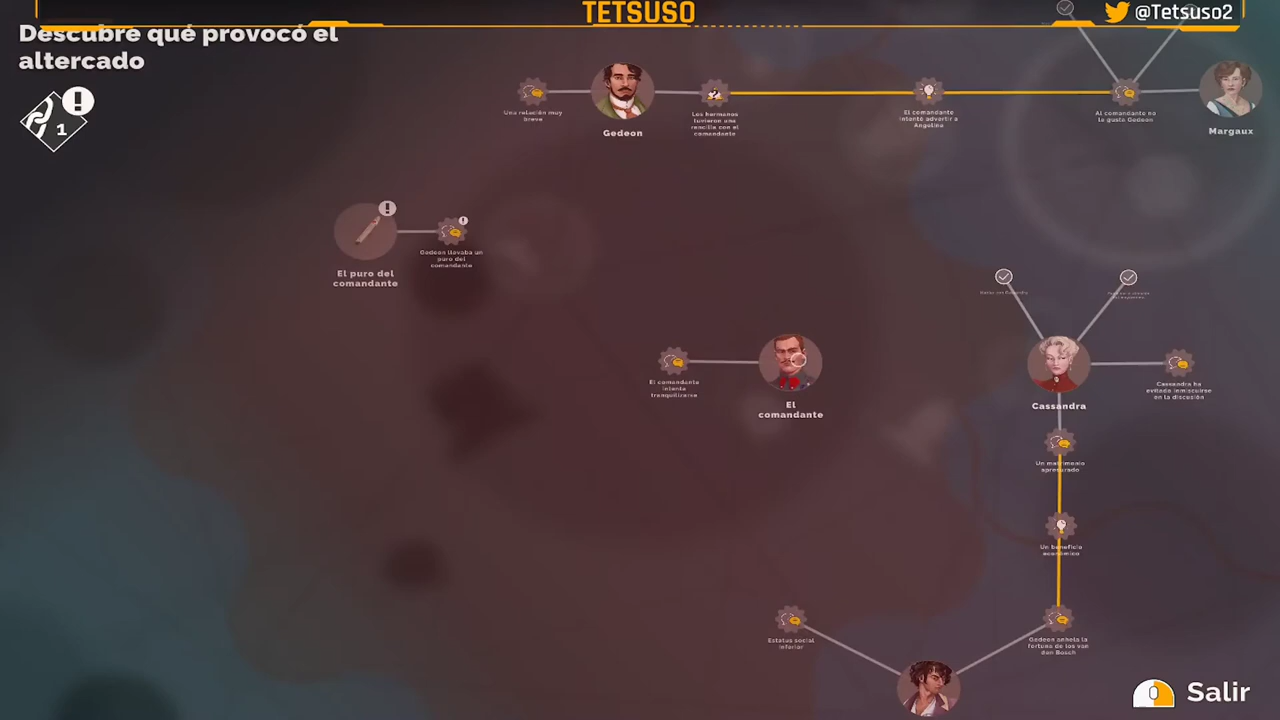 TETSUSO
@Tetsuso2
Descubre qué provocó el
altercado
1
Una relación muy
breve
Gedeon
Los hermanos
tuvieron una
rencilla con el
comandante
El comandante
intentó advertir a
Angelina
Al comandante no
le gusta Gedeon
Margaux
El puro del
comandante
Gedeon llevaba un
puro del
comandante
El comandante
intenta
tranquilizarse
El
comandante
Cassandra
Cassandra ha
evitado inmiscuirse
en la discusión
Un matrimonio
apresurado
Un beneficio
económico
Estatus social
inferior
Gedeon anhela la
fortuna de los van
den Bosch
Salir